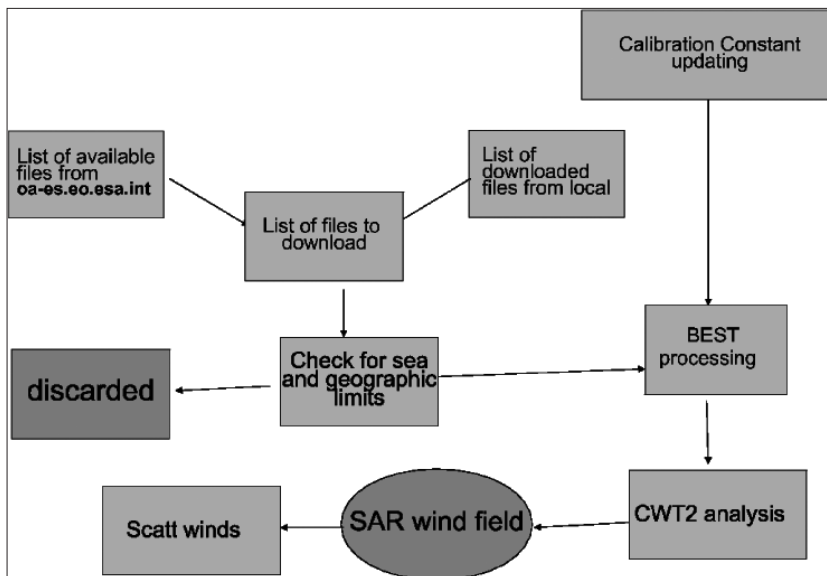 Calibration Constant
updating
List of available
files from
oa-es.eo.esa.int
List of
downloaded
files from local
List of files to
download
Check for sea
and geographic
limits
BEST
processing
discarded
Scatt winds
SAR wind field
CWT2 analysis